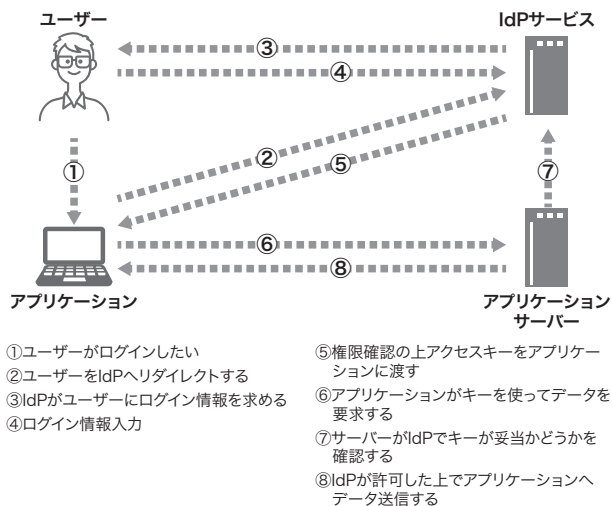 ユーザー
IdPサービス
③
④
②
⑤
①
⑦
⑥
⑧
アプリケーション
アプリケーション
サーバー
①ユーザーがログインしたい
②ユーザーをIdPへリダイレクトする
③IdPがユーザーにログイン情報を求める
④ログイン情報入力
⑤権限確認の上アクセスキーをアプリケー
ションに渡す
⑥アプリケーションがキーを使ってデータを
要求する
⑦サーバーがIdPでキーが妥当かどうかを
確認する
⑧IdPが許可した上でアプリケーションへ
データ送信する